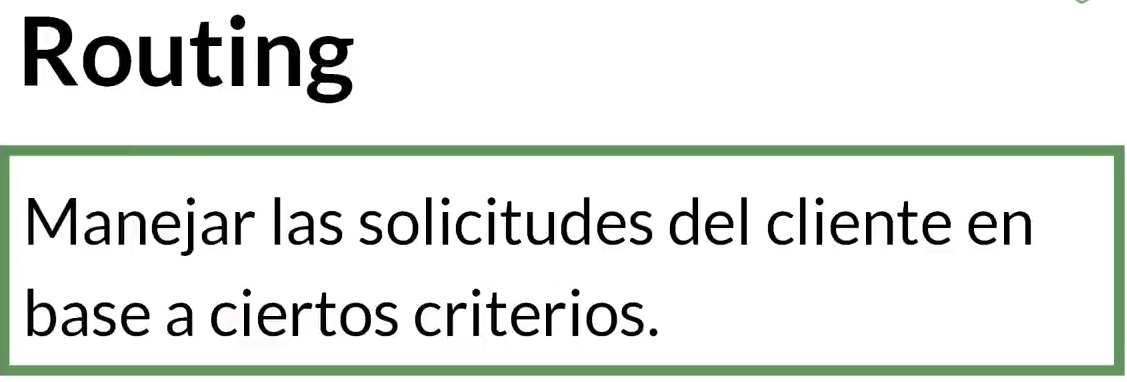 Routing
Manejar las solicitudes del cliente en
base a ciertos criterios.